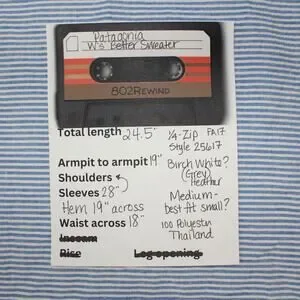 Patagonia
W's Better Sweater
802Rewind
Total length 24.5"
1/4-Zip FA17
Style 25617
Armpit to armpit 19"
Birch White?
(Grey)
Heather
Shoulders
Sleeves 28"
Medium-
best fit small?
Hem 19" across
Waist across 18"
100 Polyester
Thailand
Inseam
Rise
Leg opening